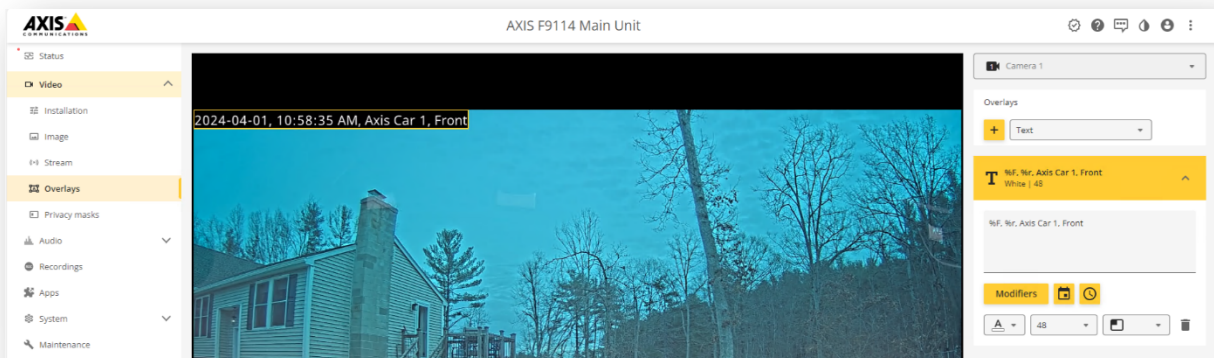 AXIS
COMMUNICATIONS
AXIS F9114 Main Unit
Status
Video
Installation
Image
Stream
Overlays
Privacy masks
Audio
Recordings
Apps
System
Maintenance
2024-04-01, 10:58:35 AM, Axis Car 1, Front
1
Camera 1
Overlays
+ Text
T %F, %r, Axis Car 1, Front
White | 48
%F, %r, Axis Car 1, Front
Modifiers
A 48